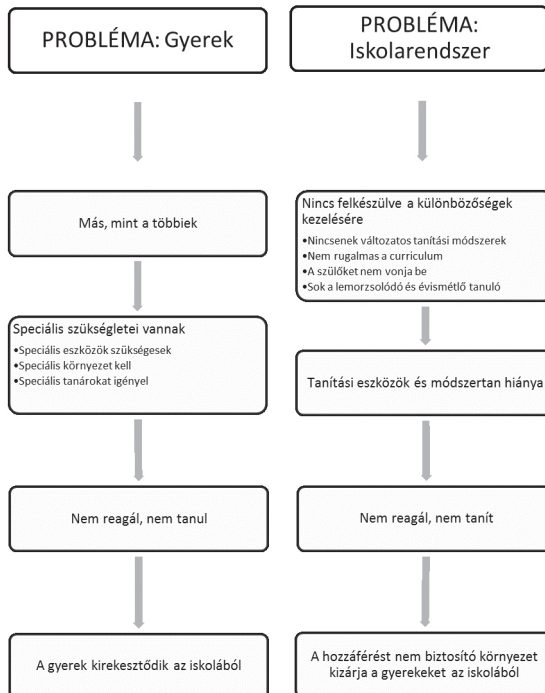 PROBLÉMA: Gyerek
Más, mint a többiek
Speciális szükségletei vannak
•Speciális eszközök szükségesek
•Speciális környezet kell
•Speciális tanárokat igényel
Nem reagál, nem tanul
A gyerek kirekesztődik az iskolából
PROBLÉMA:
Iskolarendszer
Nincs felkészülve a különbözőségek
kezelésére
•Nincsenek változatos tanítási módszerek
•Nem rugalmas a curriculum
•A szülőket nem vonja be
•Sok a lemorzsolódó és évismétlő tanuló
Tanítási eszközök és módszertan hiánya
Nem reagál, nem tanít
A hozzáférést nem biztosító környezet
kizárja a gyerekeket az iskolából